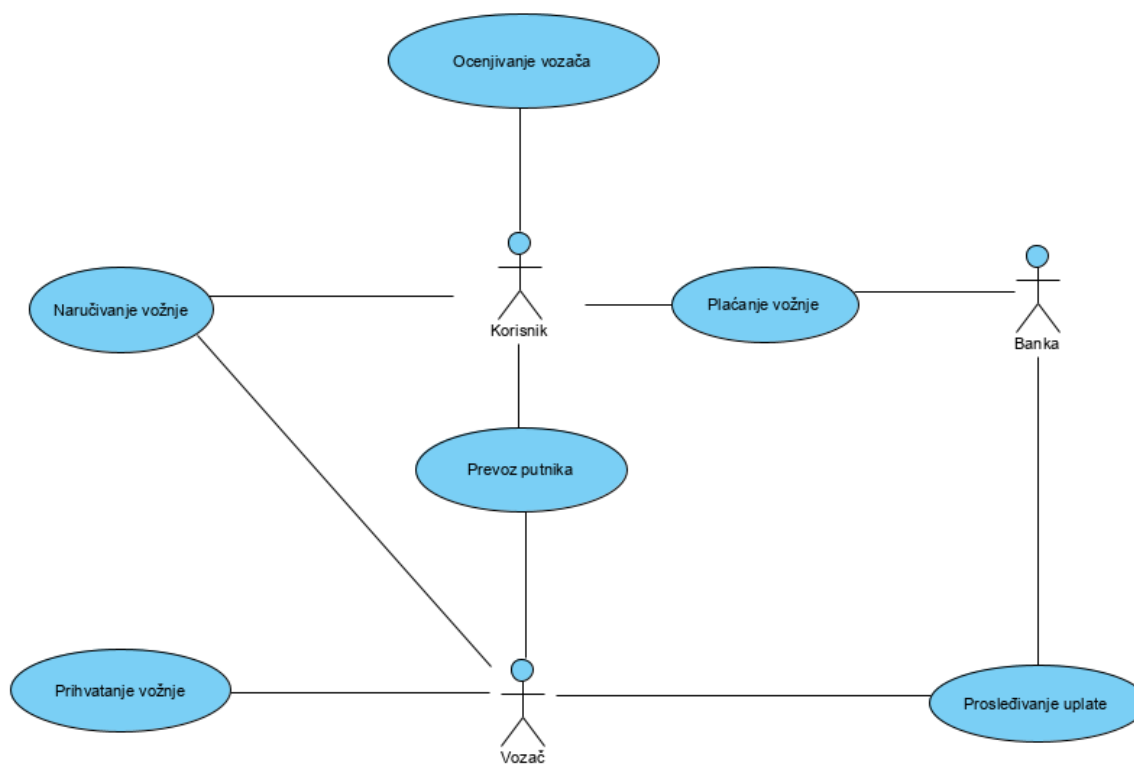 Ocenjivanje vozača
Naručivanje vožnje
Korisnik
Plaćanje vožnje
Banka
Prevoz putnika
Prihvatanje vožnje
Vozač
Prosleđivanje uplate